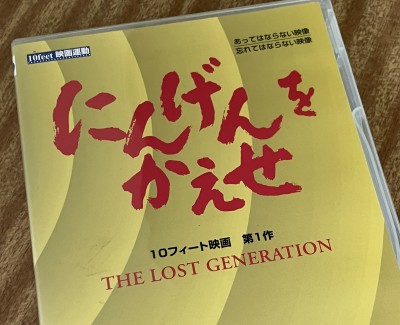 10feet 映画運動
あってはならない映像
忘れてはならない映像
にんげんを
かえせ
10フィート映画 第1作
THE LOST GENERATION